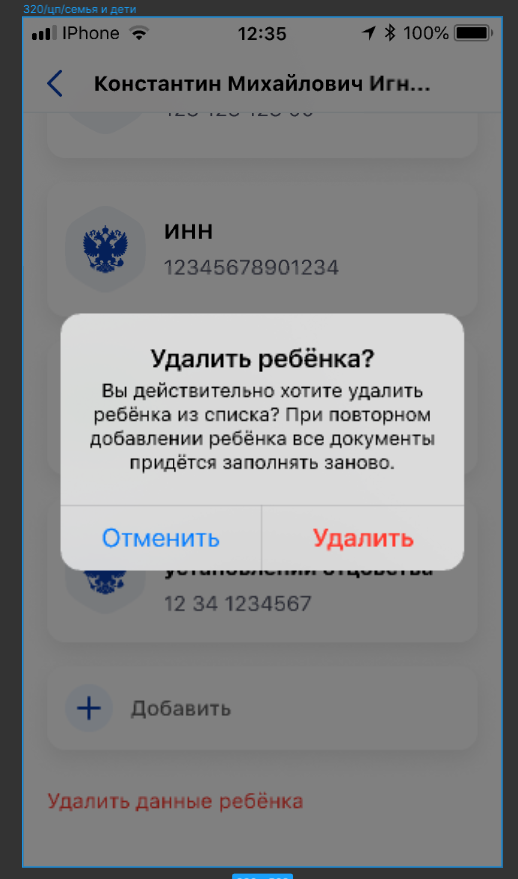 320/цп/семья и дети
IPhone 12:35 100%
Константин Михайлович Игн...
ИНН
12345678901234
Удалить ребёнка?
Вы действительно хотите удалить
ребёнка из списка? При повторном
добавлении ребёнка все документы
придётся заполнять заново.
Отменить Удалить
установлении отцовства
12 34 1234567
Добавить
Удалить данные ребёнка